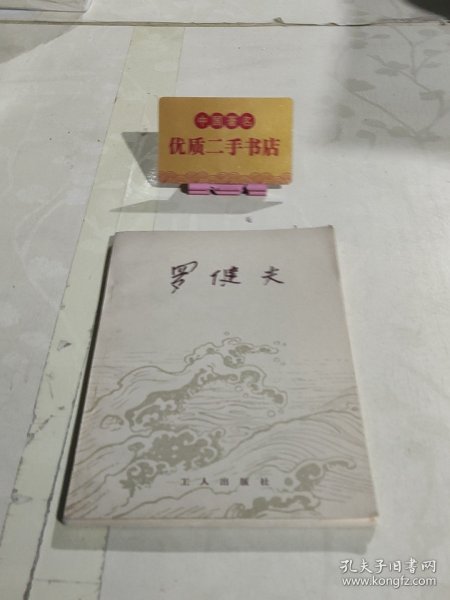 中国书店
优质二手书店
罗健夫
工人出版社
孔夫子旧书网
www.kongfz.com